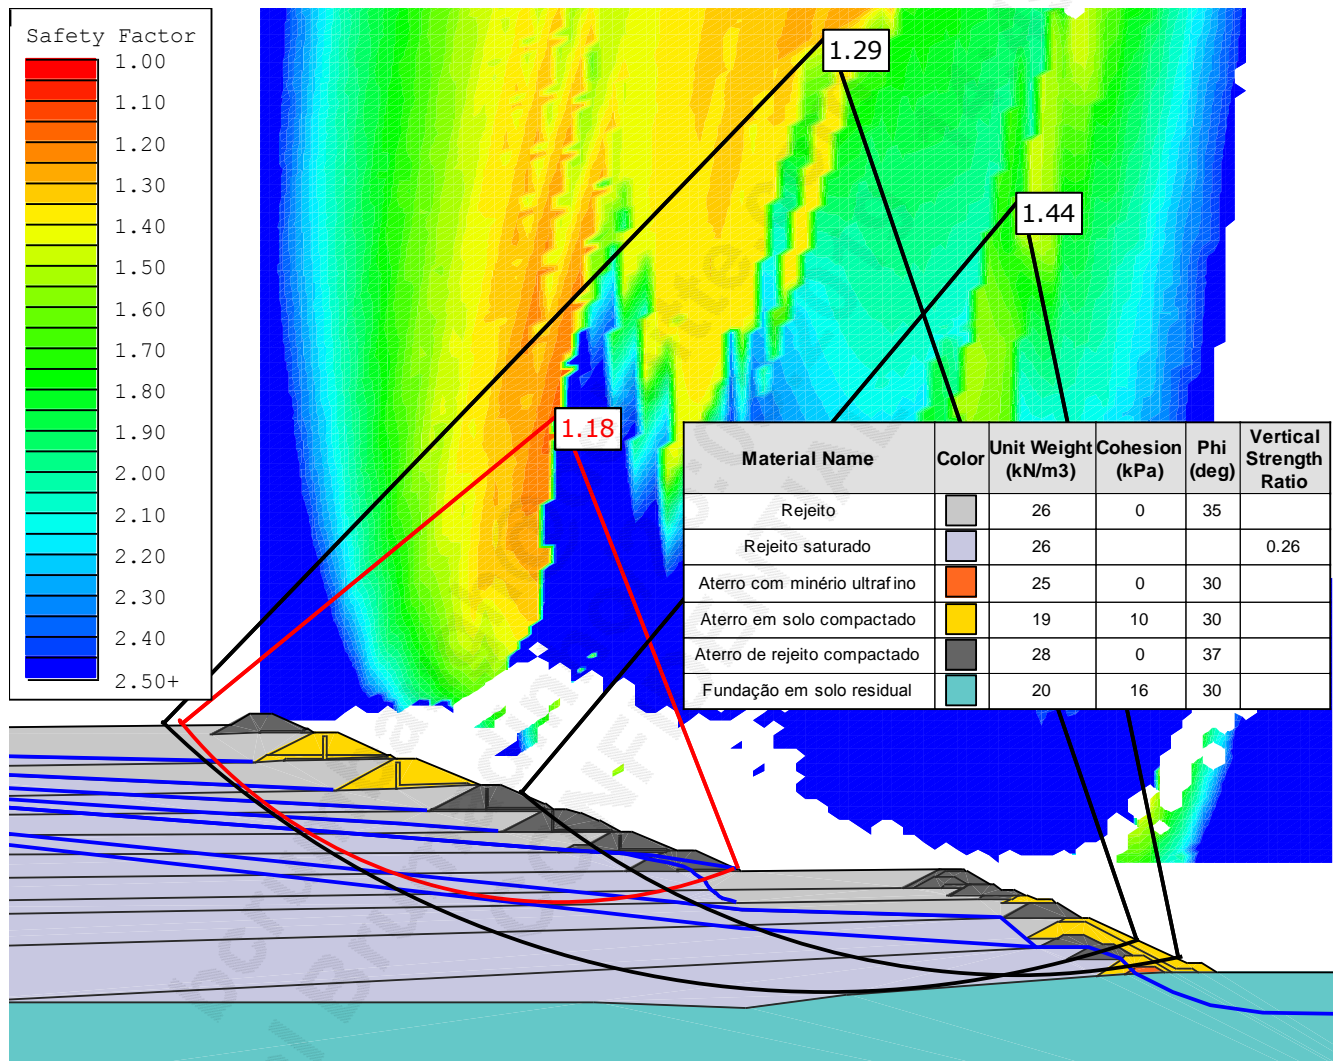 Safety Factor
1.00
1.10
1.20
1.30
1.40
1.50
1.60
1.70
1.80
1.90
2.00
2.10
2.20
2.30
2.40
2.50+
1.29
1.44
1.18
Material Name Color Unit Weight (kN/m3) Cohesion (kPa) Phi (deg) Vertical Strength Ratio
Rejeito 26 0 35
Rejeito saturado 26 0.26
Aterro com minério ultrafino 25 0 30
Aterro em solo compactado 19 10 30
Aterro de rejeito compactado 28 0 37
Fundação em solo residual 20 16 30